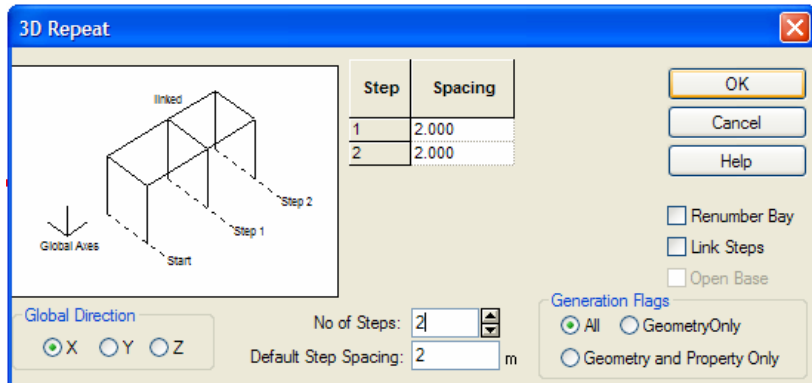 3D Repeat
linked
Step 2
Step 1
Start
Global Axes
Step Spacing
1 2.000
2 2.000
OK
Cancel
Help
Renumber Bay
Link Steps
Open Base
Global Direction
X Y Z
No of Steps: 2
Default Step Spacing: 2 m
Generation Flags
All GeometryOnly
Geometry and Property Only